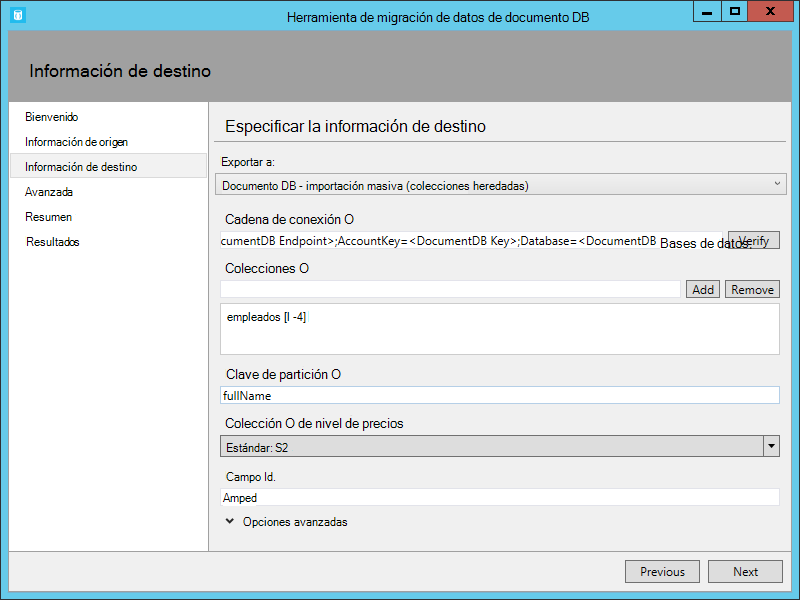 Herramienta de migración de datos de documento DB
X
Información de destino
Bienvenido
Información de origen
Información de destino
Avanzada
Resumen
Resultados
Especificar la información de destino
Exportar a:
Documento DB - importación masiva (colecciones heredadas)
Cadena de conexión O
cumentDB Endpoint>;AccountKey=<DocumentDB Key>;Database=<DocumentDB Bases de datos. Verify
Colecciones O
Add Remove
empleados [I -4]
Clave de partición O
fullName
Colección O de nivel de precios
Estándar: S2
Campo Id.
Amped
Opciones avanzadas
Previous Next